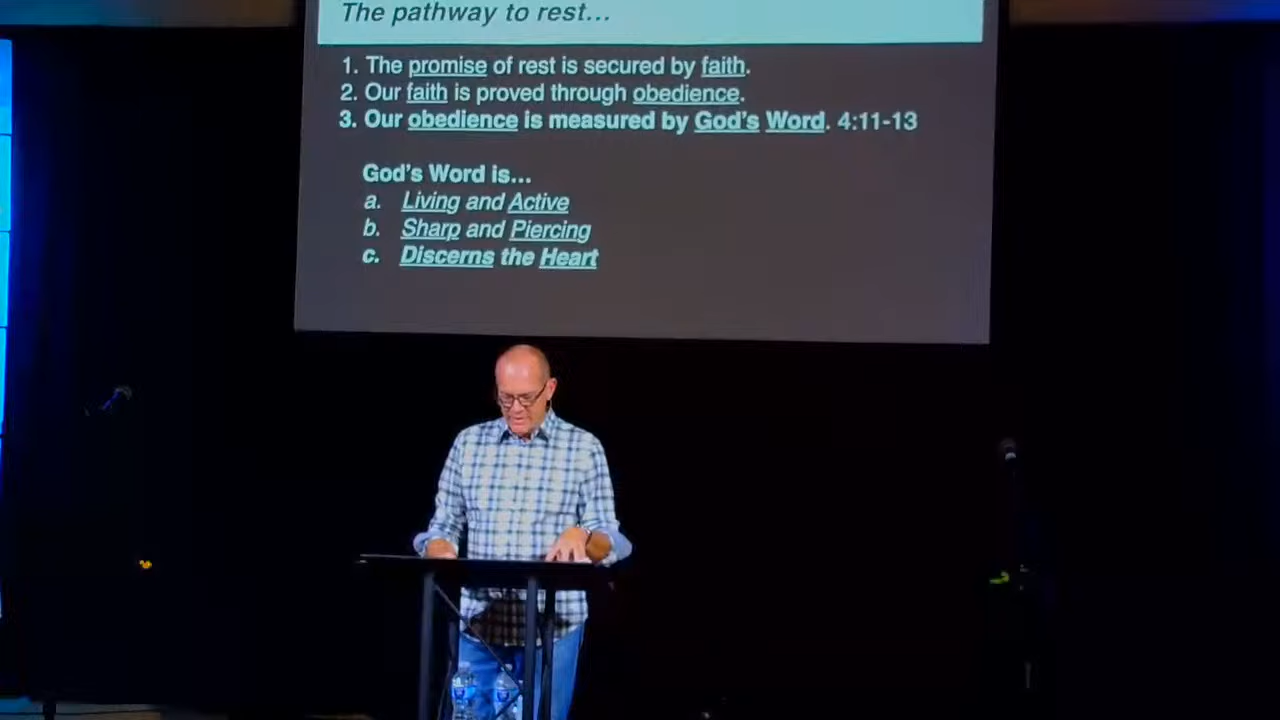 The pathway to rest...
1. The promise of rest is secured by faith.
2. Our faith is proved through obedience.
3. Our obedience is measured by God's Word. 4:11-13
God's Word is...
a. Living and Active
b. Sharp and Piercing
c. Discerns the Heart